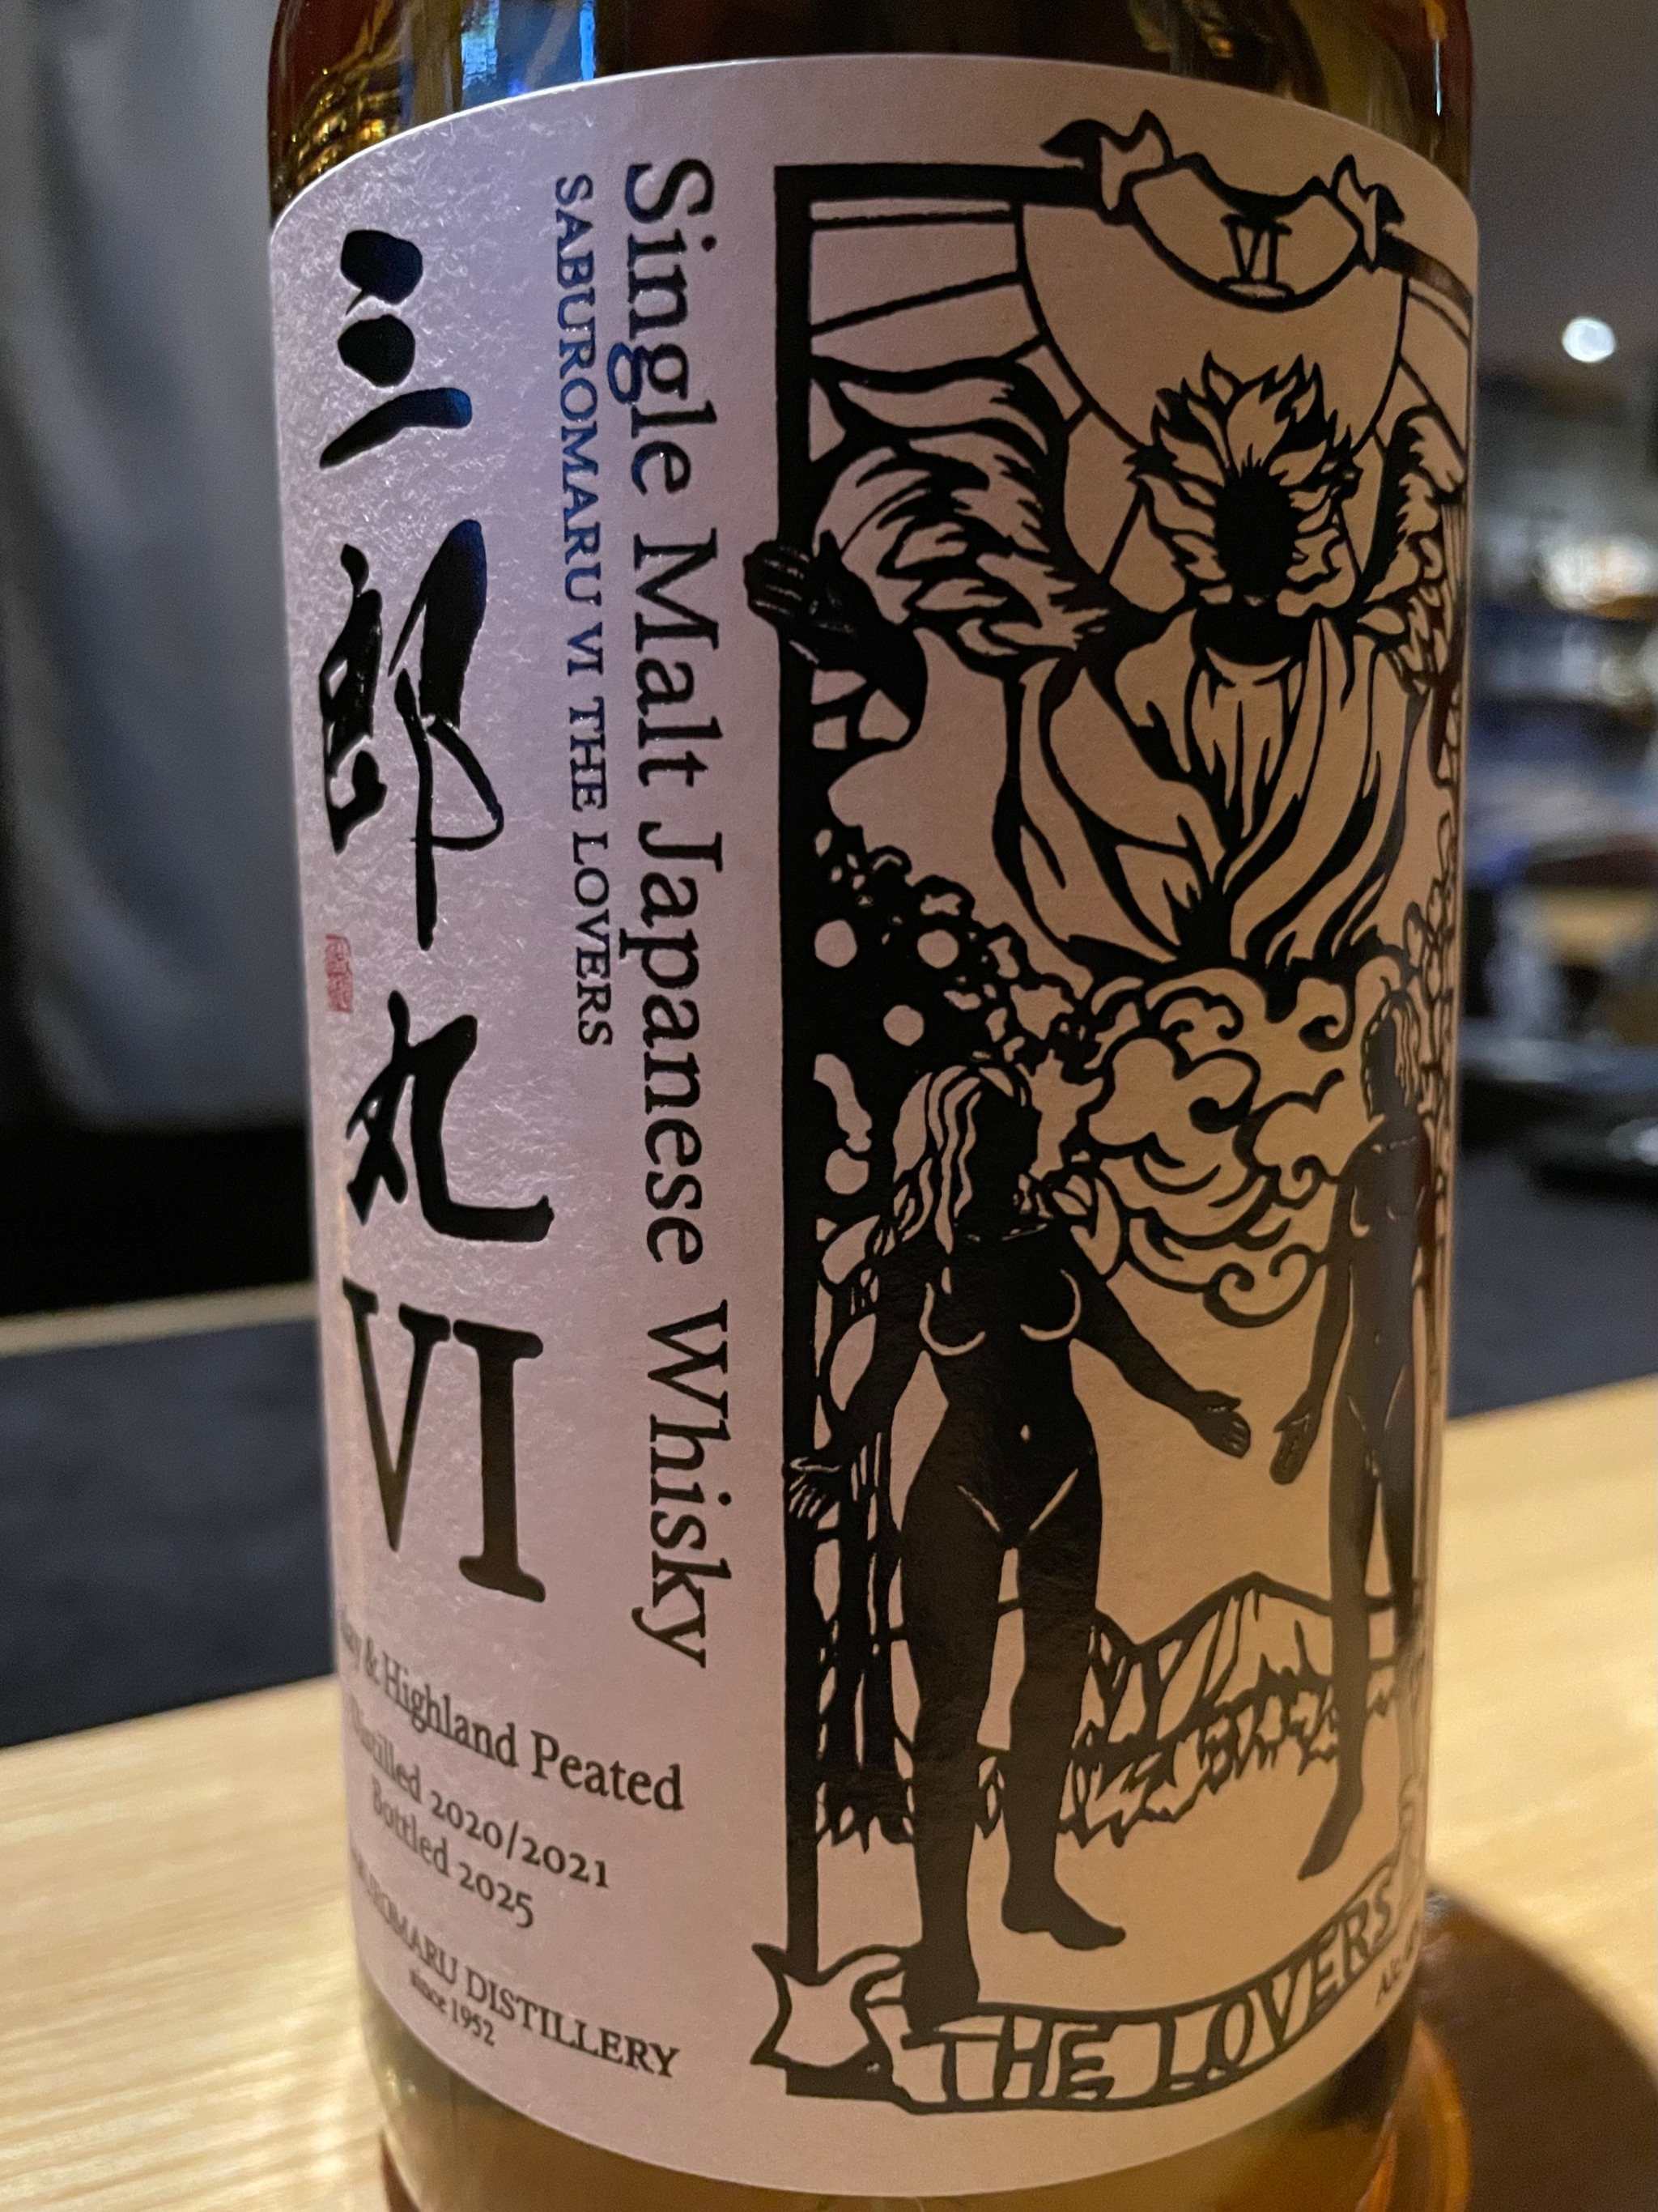 VI
Single Malt Japanese Whisky
SABUROMARU VI THE LOVERS
三郎丸 VI
& Highland Peated
Distilled 2020/2021
Bottled 2025
SABUROMARU DISTILLERY
since 1952
THE LOVERS